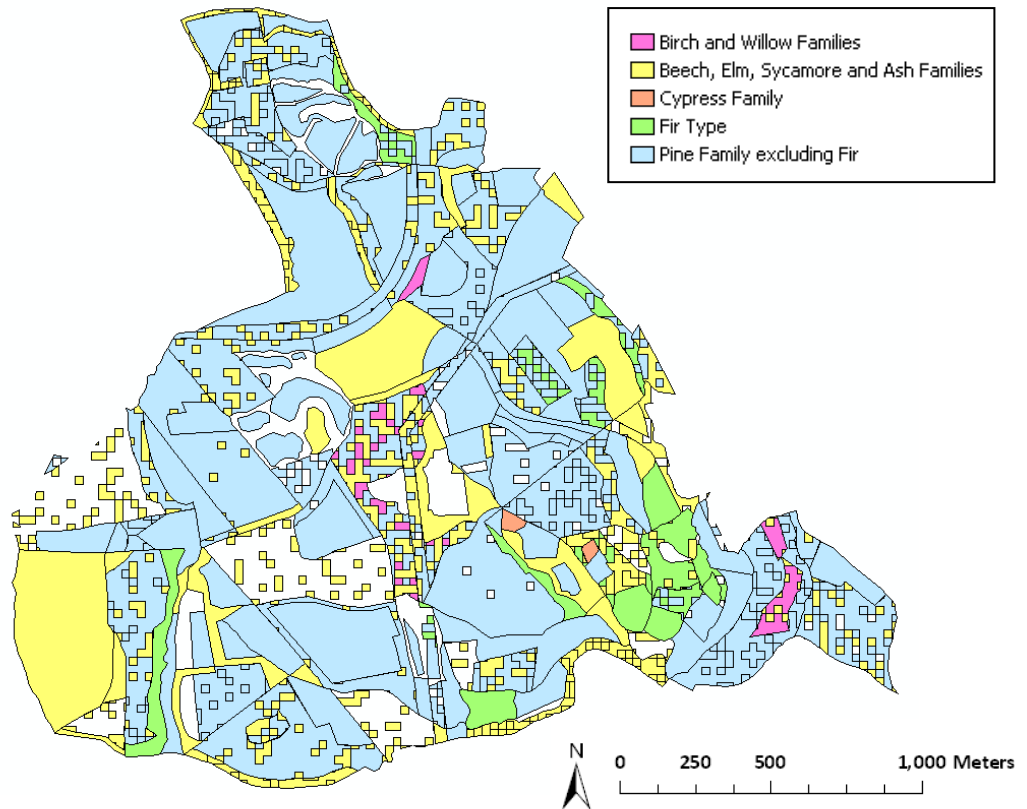 Birch and Willow Families
Beech, Elm, Sycamore and Ash Families
Cypress Family
Fir Type
Pine Family excluding Fir
N
0 250 500 1,000 Meters